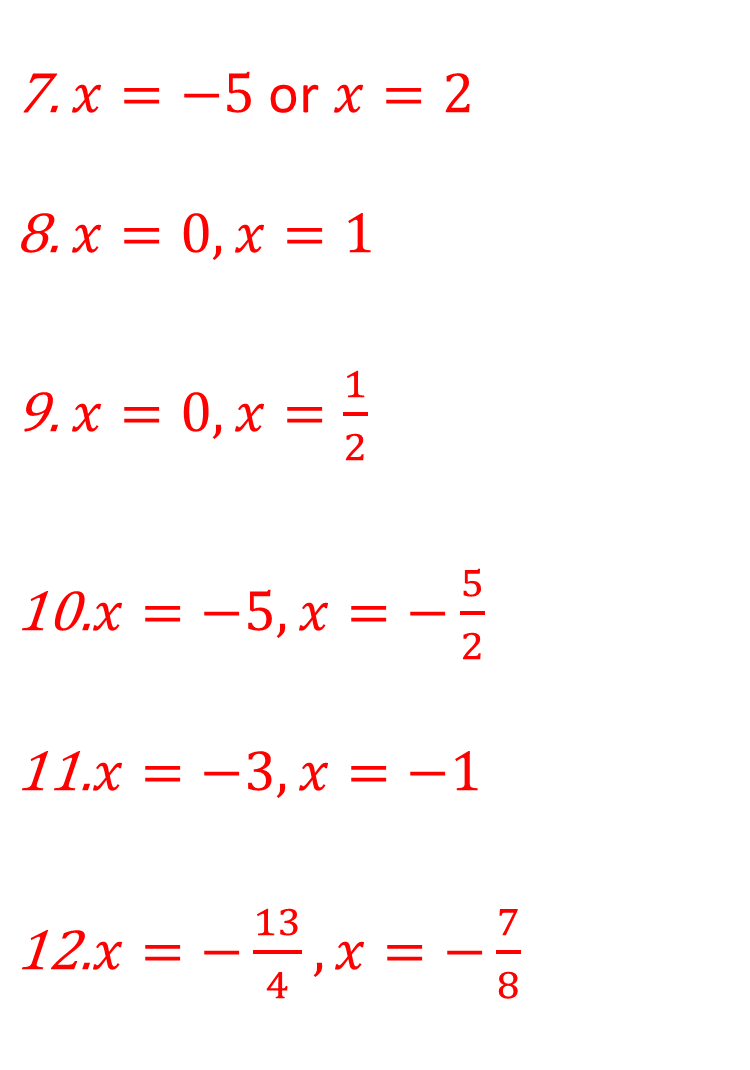 7. x = −5 or x = 2
8. x = 0, x = 1
9. x = 0, x = 1/2
10.x = −5, x = −5/2
11.x = −3, x = −1
12.x = −13/4, x = −7/8